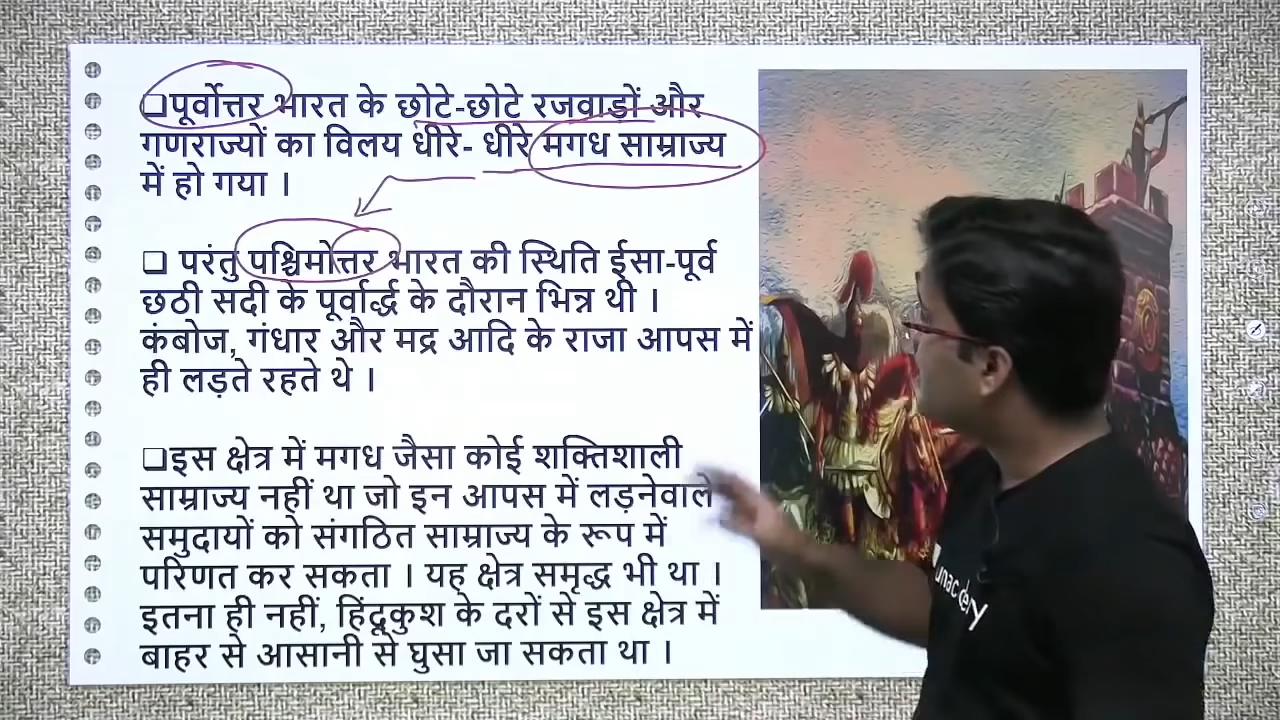 ❑पूर्वोत्तर भारत के छोटे-छोटे रजवाड़ों और
गणराज्यों का विलय धीरे- धीरे मगध साम्राज्य
में हो गया ।
❑ परंतु पश्चिमोत्तर भारत की स्थिति ईसा-पूर्व
छठी सदी के पूर्वार्द्ध के दौरान भिन्न थी ।
कंबोज, गंधार और मद्र आदि के राजा आपस में
ही लड़ते रहते थे ।
❑इस क्षेत्र में मगध जैसा कोई शक्तिशाली
साम्राज्य नहीं था जो इन आपस में लड़नेवाले
समुदायों को संगठित साम्राज्य के रूप में
परिणत कर सकता । यह क्षेत्र समृद्ध भी था ।
इतना ही नहीं, हिंदूकुश के दर्रों से इस क्षेत्र में
बाहर से आसानी से घुसा जा सकता था ।
unacademy